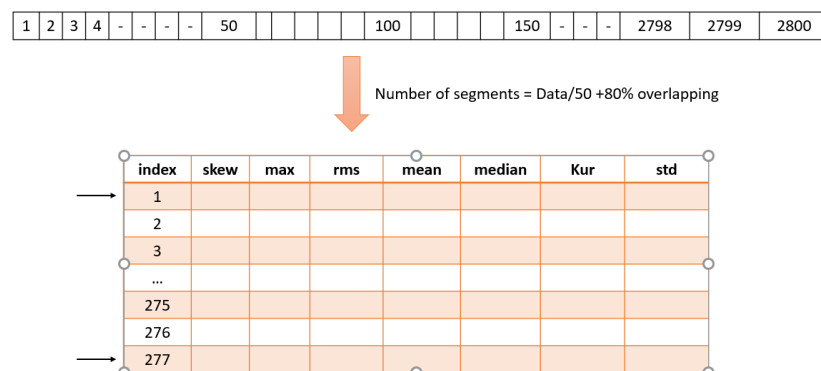 1 2 3 4 - - - - 50 100 150 - - - 2798 2799 2800
Number of segments = Data/50 +80% overlapping
index skew max rms mean median Kur std
1
2
3
...
275
276
277